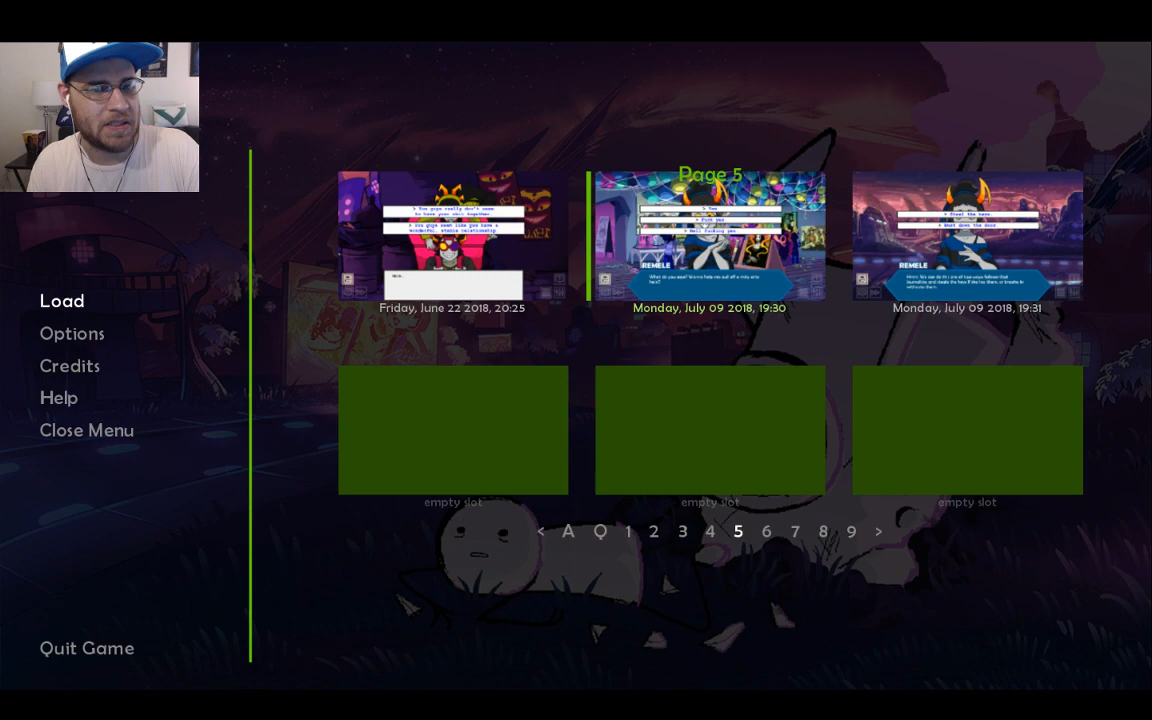 Page 5
> You guys really don't seem
to have your shit together.
> You guys seem like you have a
wonderful, stable relationship
> Yes
> Fuck yes
> Hell fucking yes
> Steal the hero.
> Shut down the door.
REMELE
REMELE
Friday, June 22 2018, 20:25
Monday, July 09 2018, 19:30
Monday, July 09 2018, 19:31
Load
Options
Credits
Help
Close Menu
empty slot
empty slot
empty slot
< A Q 1 2 3 4 5 6 7 8 9 >
Quit Game